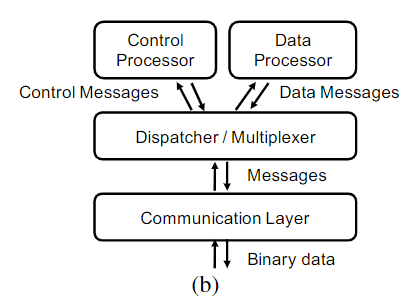 Control
Processor
Data
Processor
Control Messages
Data Messages
Dispatcher / Multiplexer
Messages
Communication Layer
Binary data
(b)